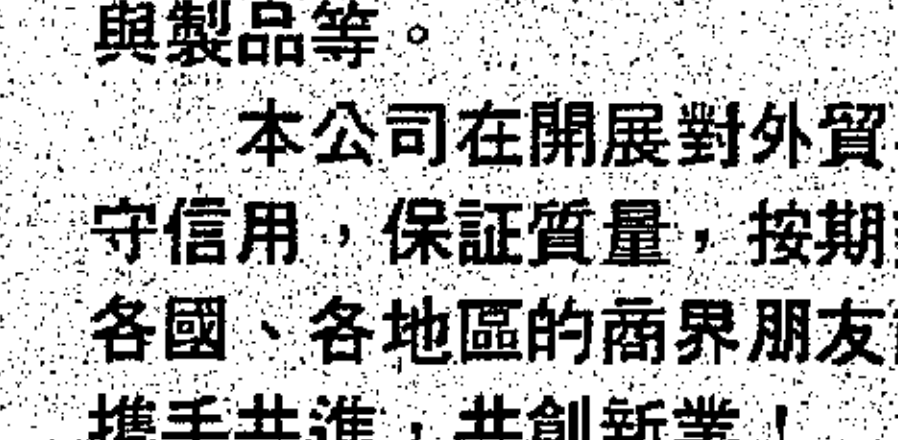 與製品等。
本公司在開展對外貿
守信用，保証質量，按期
各國、各地區的商界朋友
攜手共進，共創新業！